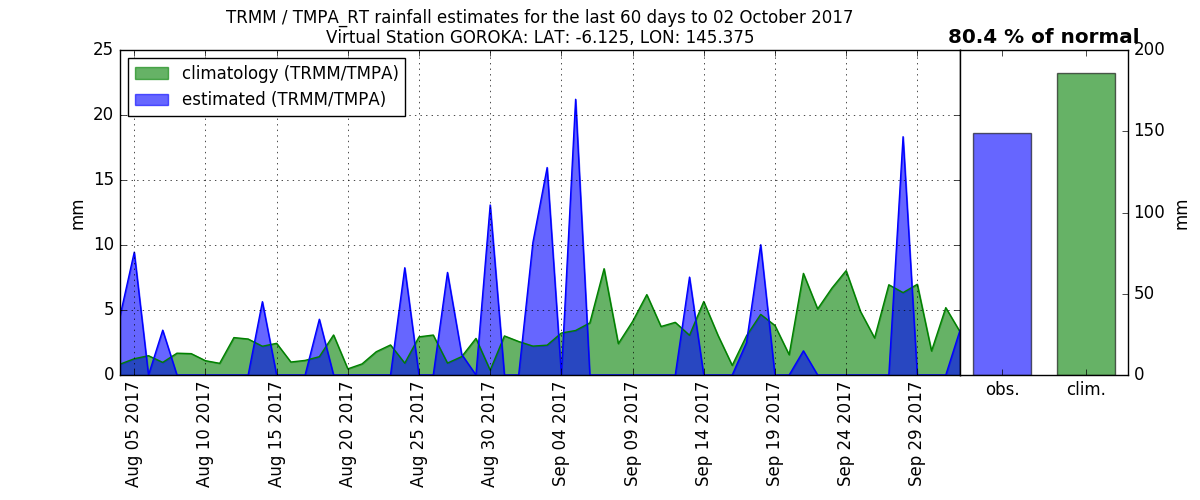 TRMM / TMPA_RT rainfall estimates for the last 60 days to 02 October 2017
Virtual Station GOROKA: LAT: -6.125, LON: 145.375
80.4 % of normal
climatology (TRMM/TMPA)
estimated (TRMM/TMPA)
25
20
15
10
5
0
mm
Aug 05 2017
Aug 10 2017
Aug 15 2017
Aug 20 2017
Aug 25 2017
Aug 30 2017
Sep 04 2017
Sep 09 2017
Sep 14 2017
Sep 19 2017
Sep 24 2017
Sep 29 2017
200
150
100
50
0
mm
obs.
clim.